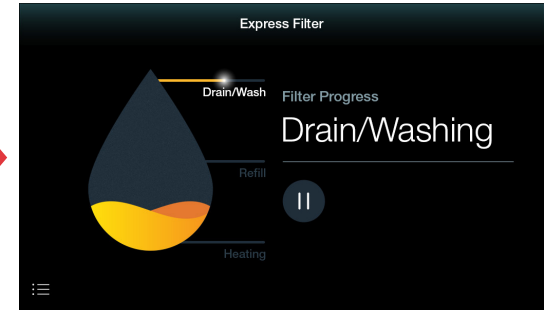 Express Filter
Drain/Wash
Filter Progress
Drain/Washing
Refill
Heating